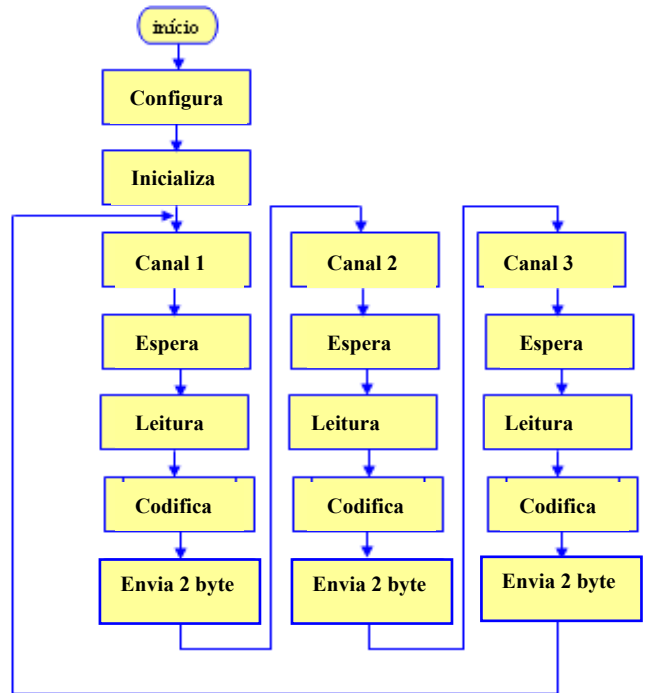 início
Configura
Inicializa
Canal 1
Espera
Leitura
Codifica
Envia 2 byte
Canal 2
Espera
Leitura
Codifica
Envia 2 byte
Canal 3
Espera
Leitura
Codifica
Envia 2 byte